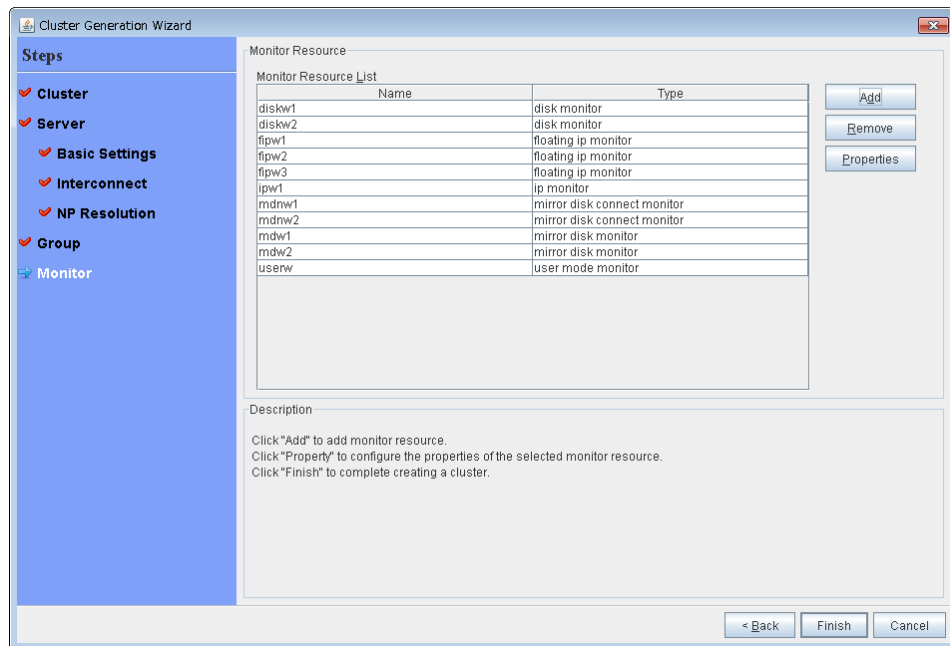 Cluster Generation Wizard
Steps
Cluster
Server
Basic Settings
Interconnect
NP Resolution
Group
Monitor
Monitor Resource
Monitor Resource List
Name Type
diskw1 disk monitor
diskw2 disk monitor
fipw1 floating ip monitor
fipw2 floating ip monitor
fipw3 floating ip monitor
ipw1 ip monitor
mdnw1 mirror disk connect monitor
mdnw2 mirror disk connect monitor
mdw1 mirror disk monitor
mdw2 mirror disk monitor
userw user mode monitor
Add
Remove
Properties
Description
Click "Add" to add monitor resource.
Click "Property" to configure the properties of the selected monitor resource.
Click "Finish" to complete creating a cluster.
< Back Finish Cancel